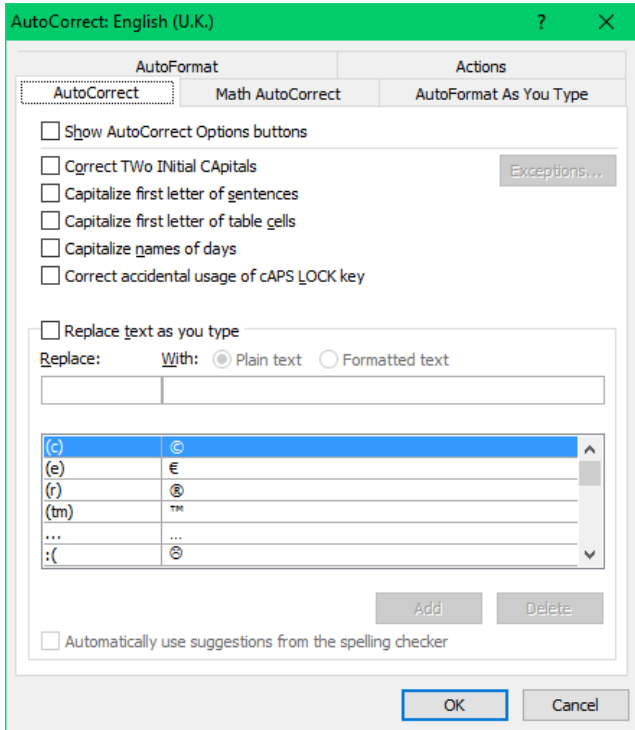 AutoCorrect: English (U.K.) ? ×
AutoFormat Actions
AutoCorrect Math AutoCorrect AutoFormat As You Type
Show AutoCorrect Options buttons
Correct TWo INitial CApitals Exceptions...
Capitalize first letter of sentences
Capitalize first letter of table cells
Capitalize names of days
Correct accidental usage of cAPS LOCK key
Replace text as you type
Replace: With: Plain text Formatted text
(c) ©
(e) €
(r) ®
(tm) ™
... …
:( ☹
Add Delete
Automatically use suggestions from the spelling checker
OK Cancel